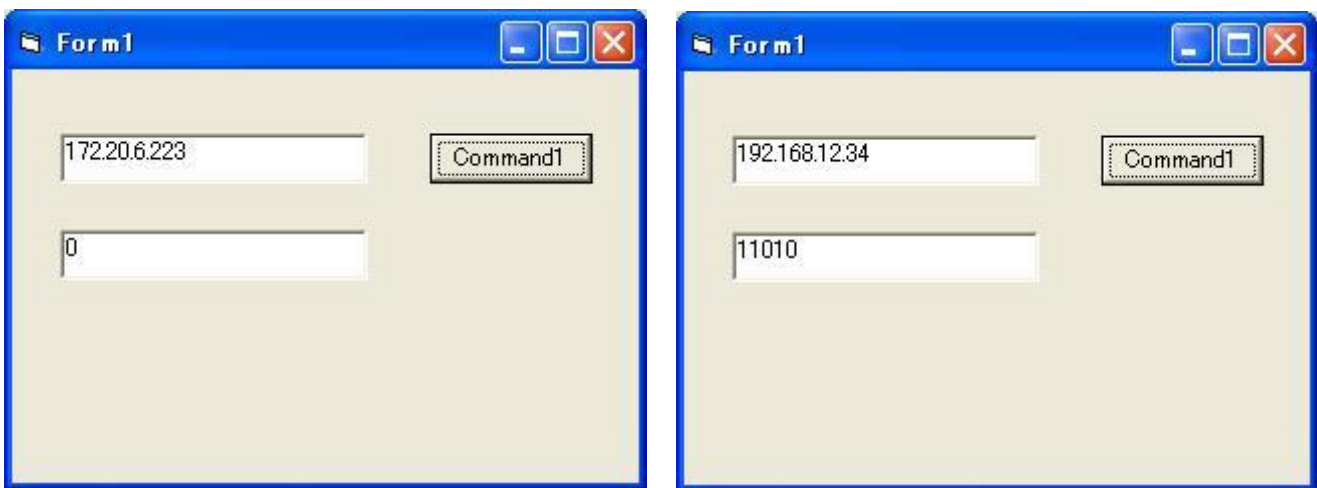 Form1
172.20.6.223
Command1
0
Form1
192.168.12.34
Command1
11010